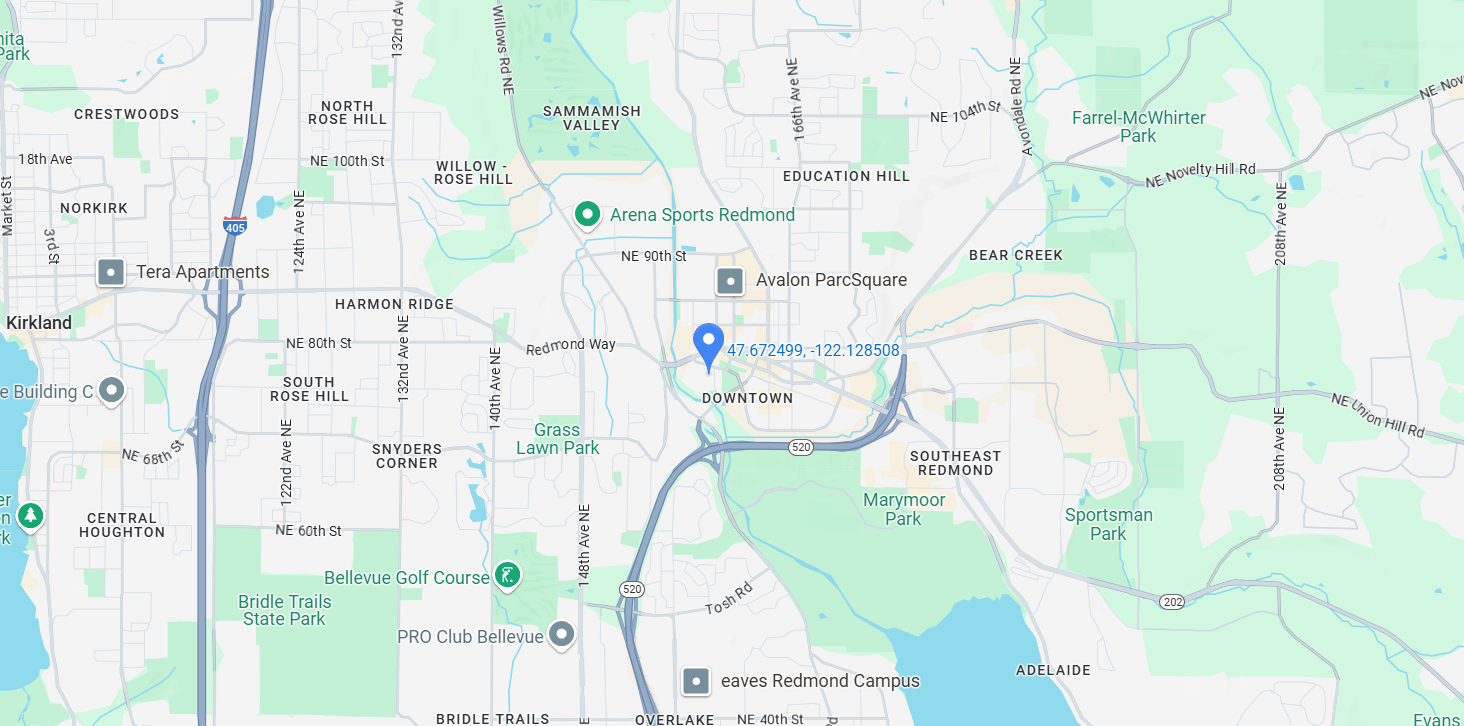 Willows Rd NE
132nd Av
166th Ave NE
Avondale Rd NE
NE Nov
nita
Park
CRESTWOODS
NORTH
ROSE HILL
SAMMAMISH
VALLEY
NE 104th St
Farrel-McWhirter
Park
18th Ave
NE 100th St
WILLOW -
ROSE HILL
EDUCATION HILL
NE Novelty Hill Rd
Market St
NORKIRK
405
3rd St
124th Ave NE
Arena Sports Redmond
208th Ave NE
NE 90th St
BEAR CREEK
Tera Apartments
Avalon ParcSquare
HARMON RIDGE
Kirkland
NE 80th St
132nd Ave NE
Redmond Way
47.672499, -122.128508
140th Ave NE
SOUTH
ROSE HILL
e Building C
DOWNTOWN
NE Union Hill Rd
208th Ave NE
NE 68th St
122nd Ave NE
SNYDERS
CORNER
Grass
Lawn Park
520
SOUTHEAST
REDMOND
er
n
rk
CENTRAL
HOUGHTON
NE 60th St
148th Ave NE
Marymoor
Park
Sportsman
Park
Bellevue Golf Course
520
Tosh Rd
202
Bridle Trails
State Park
PRO Club Bellevue
ADELAIDE
eaves Redmond Campus
BRIDLE TRAILS
E
OVERLAKE
NE 40th St
Rd
Evans